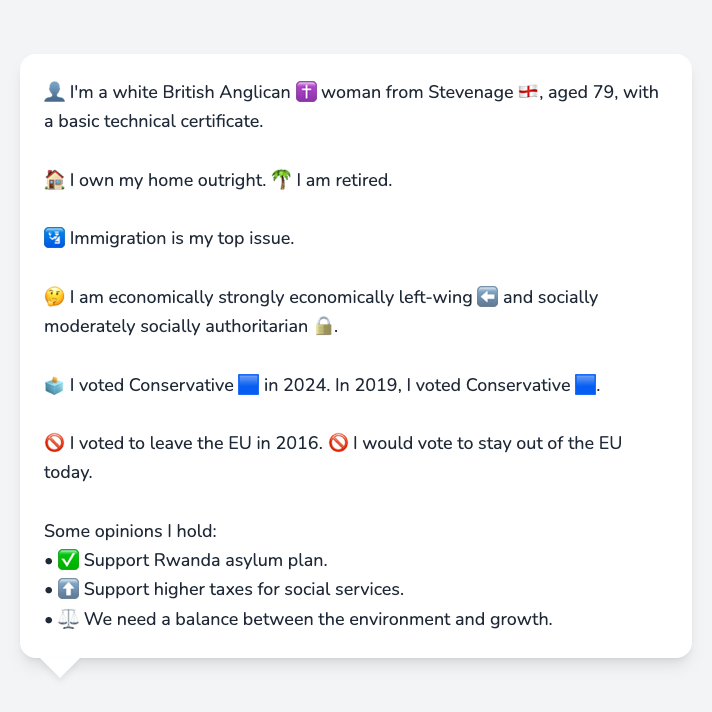 👤 I'm a white British Anglican ✝️ woman from Stevenage 🏴󠁧󠁢󠁥󠁮󠁧󠁿, aged 79, with
a basic technical certificate.
🏠 I own my home outright. 🌴 I am retired.
🛂 Immigration is my top issue.
🤔 I am economically strongly economically left-wing ⬅️ and socially
moderately socially authoritarian 🔒.
🗳️ I voted Conservative 🟦 in 2024. In 2019, I voted Conservative 🟦.
🚫 I voted to leave the EU in 2016. 🚫 I would vote to stay out of the EU
today.
Some opinions I hold:
• ✅ Support Rwanda asylum plan.
• ⬆️ Support higher taxes for social services.
• ⚖️ We need a balance between the environment and growth.